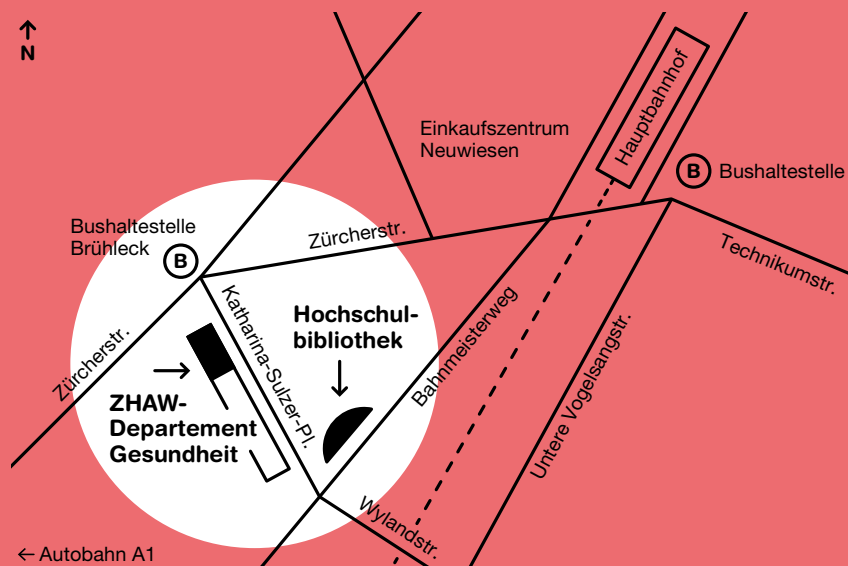 N
Einkaufszentrum
Neuwiesen
Hauptbahnhof
B
Bushaltestelle
Bushaltestelle
Brühleck
B
Zürcherstr.
Technikumstr.
Zürcherstr.
Katharina-Sulzer-Pl.
Hochschul-
bibliothek
Bahnmeisterweg
Untere Vogelsangstr.
ZHAW-
Departement
Gesundheit
Wylandstr.
← Autobahn A1